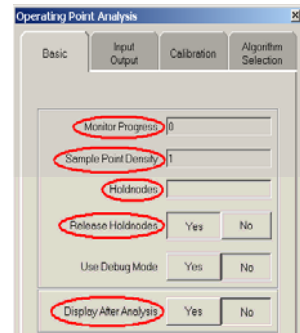 Operating Point Analysis
Basic
Input Output
Calibration
Algorithm Selection
Monitor Progress 0
Sample Point Density 1
Holdnodes
Release Holdnodes Yes No
Use Debug Mode Yes No
Display After Analysis Yes No